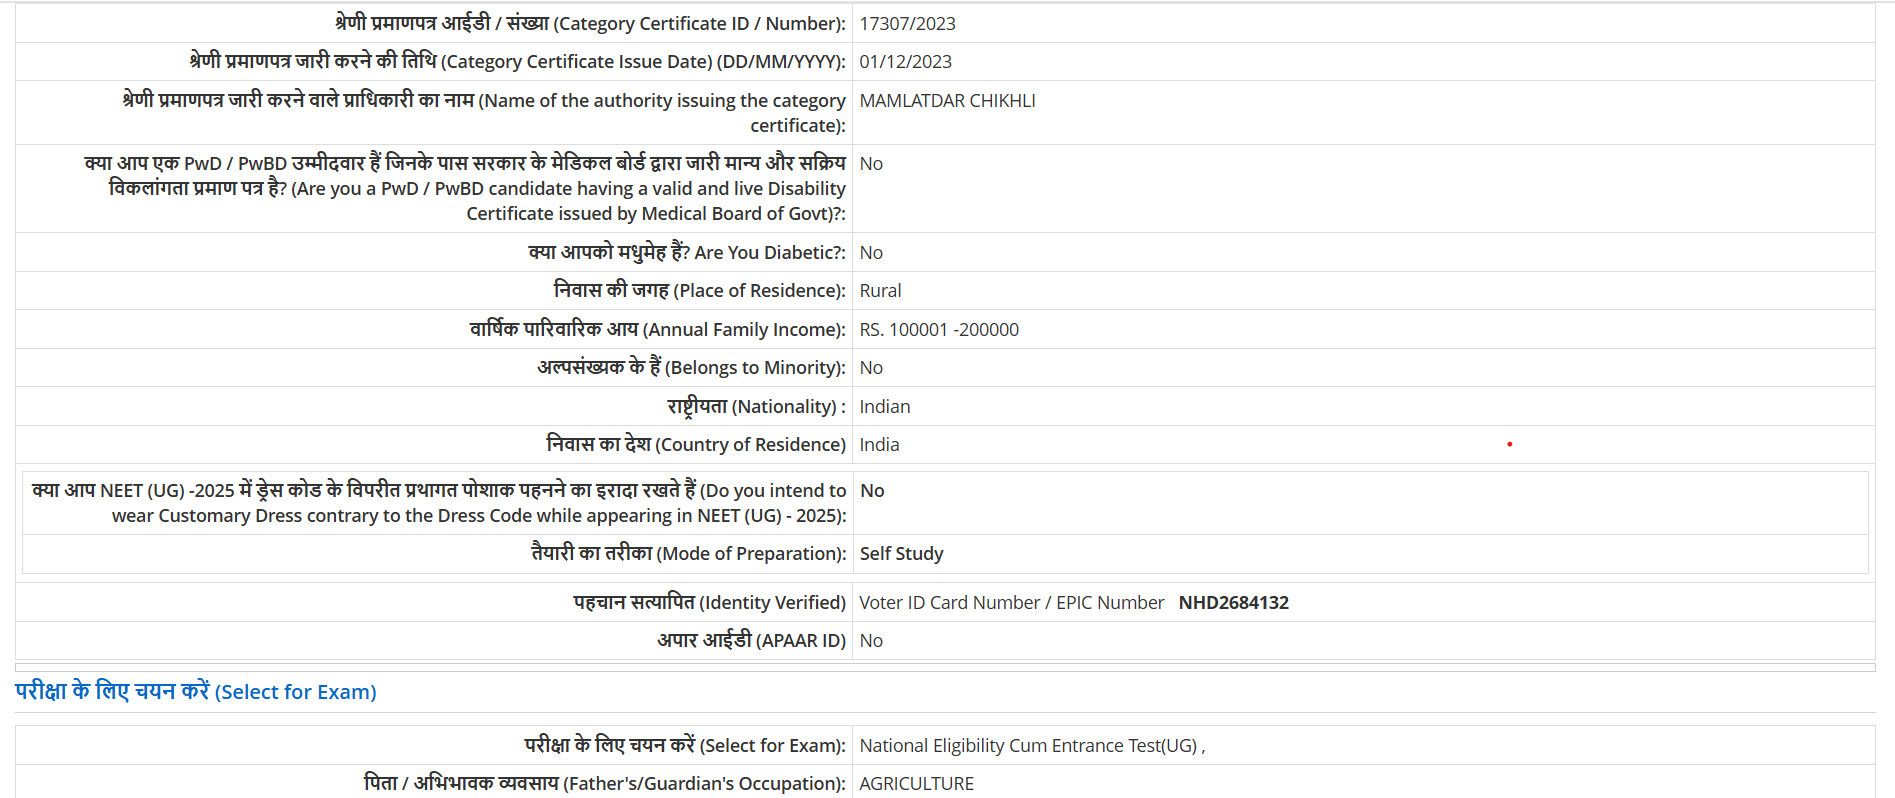 श्रेणी प्रमाणपत्र आईडी / संख्या (Category Certificate ID / Number): 17307/2023
श्रेणी प्रमाणपत्र जारी करने की तिथि (Category Certificate Issue Date) (DD/MM/YYYY): 01/12/2023
श्रेणी प्रमाणपत्र जारी करने वाले प्राधिकारी का नाम (Name of the authority issuing the category MAMLATDAR CHIKHLI
certificate):
क्या आप एक PwD / PwBD उम्मीदवार हैं जिनके पास सरकार के मेडिकल बोर्ड द्वारा जारी मान्य और सक्रिय No
विकलांगता प्रमाण पत्र है? (Are you a PwD / PwBD candidate having a valid and live Disability
Certificate issued by Medical Board of Govt)?:
क्या आपको मधुमेह हैं? Are You Diabetic?: No
निवास की जगह (Place of Residence): Rural
वार्षिक पारिवारिक आय (Annual Family Income): RS. 100001 -200000
अल्पसंख्यक के हैं (Belongs to Minority): No
राष्ट्रीयता (Nationality) : Indian
निवास का देश (Country of Residence) India
क्या आप NEET (UG) -2025 में ड्रेस कोड के विपरीत प्रथागत पोशाक पहनने का इरादा रखते हैं (Do you intend to No
wear Customary Dress contrary to the Dress Code while appearing in NEET (UG) - 2025):
तैयारी का तरीका (Mode of Preparation): Self Study
पहचान सत्यापित (Identity Verified) Voter ID Card Number / EPIC Number NHD2684132
अपार आईडी (APAAR ID) No
परीक्षा के लिए चयन करें (Select for Exam)
परीक्षा के लिए चयन करें (Select for Exam): National Eligibility Cum Entrance Test(UG) ,
पिता / अभिभावक व्यवसाय (Father's/Guardian's Occupation): AGRICULTURE